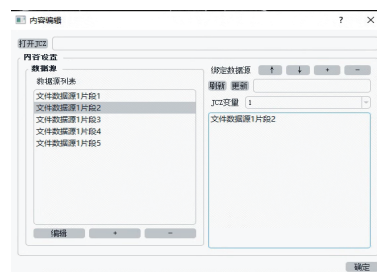 内容编辑 ? ×
打开JCZ
内容设置
数据源
数据源列表
文件数据源1片段1
文件数据源1片段2
文件数据源1片段3
文件数据源1片段4
文件数据源1片段5
编辑 + −
绑定数据源 ↑ ↓ + −
刷新 更新
JCZ变量 1
文件数据源1片段2
确定